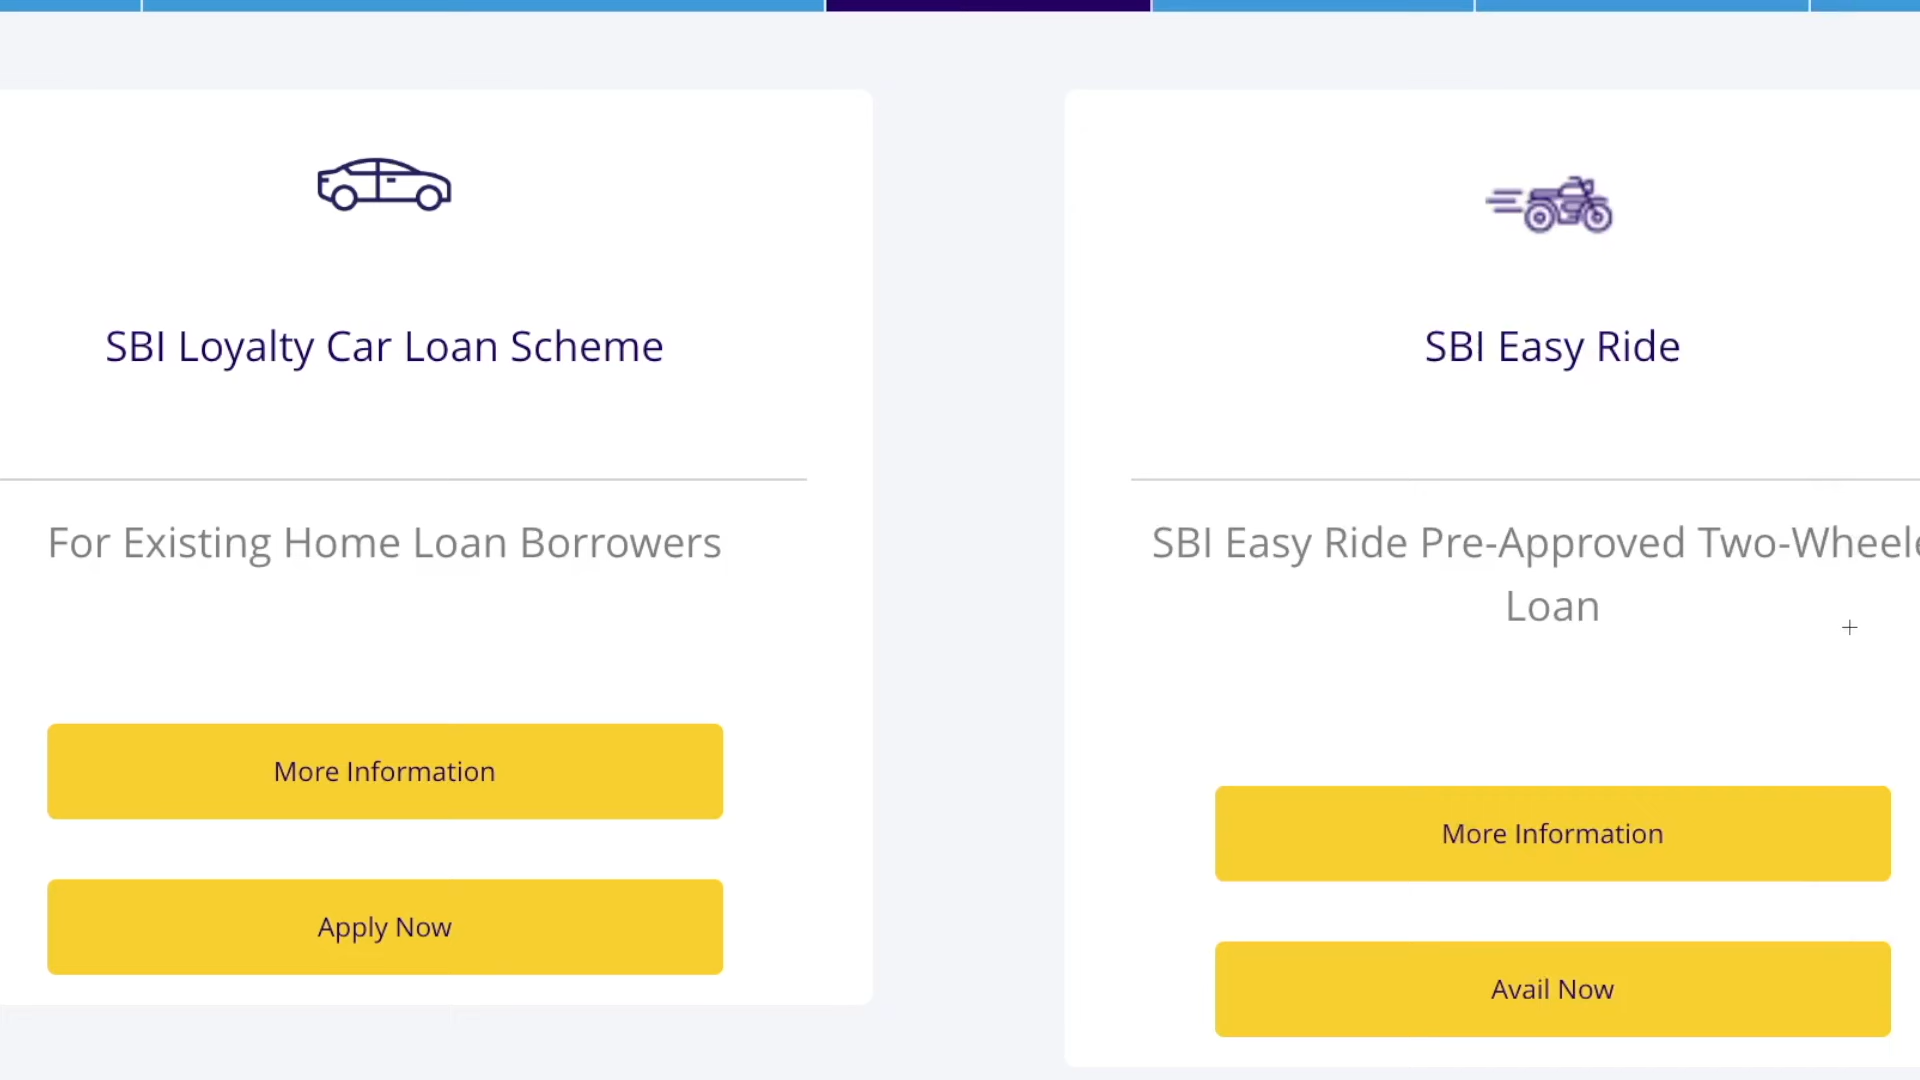 SBI Loyalty Car Loan Scheme
For Existing Home Loan Borrowers
More Information
Apply Now
SBI Easy Ride
SBI Easy Ride Pre-Approved Two-Wheele
Loan
More Information
Avail Now